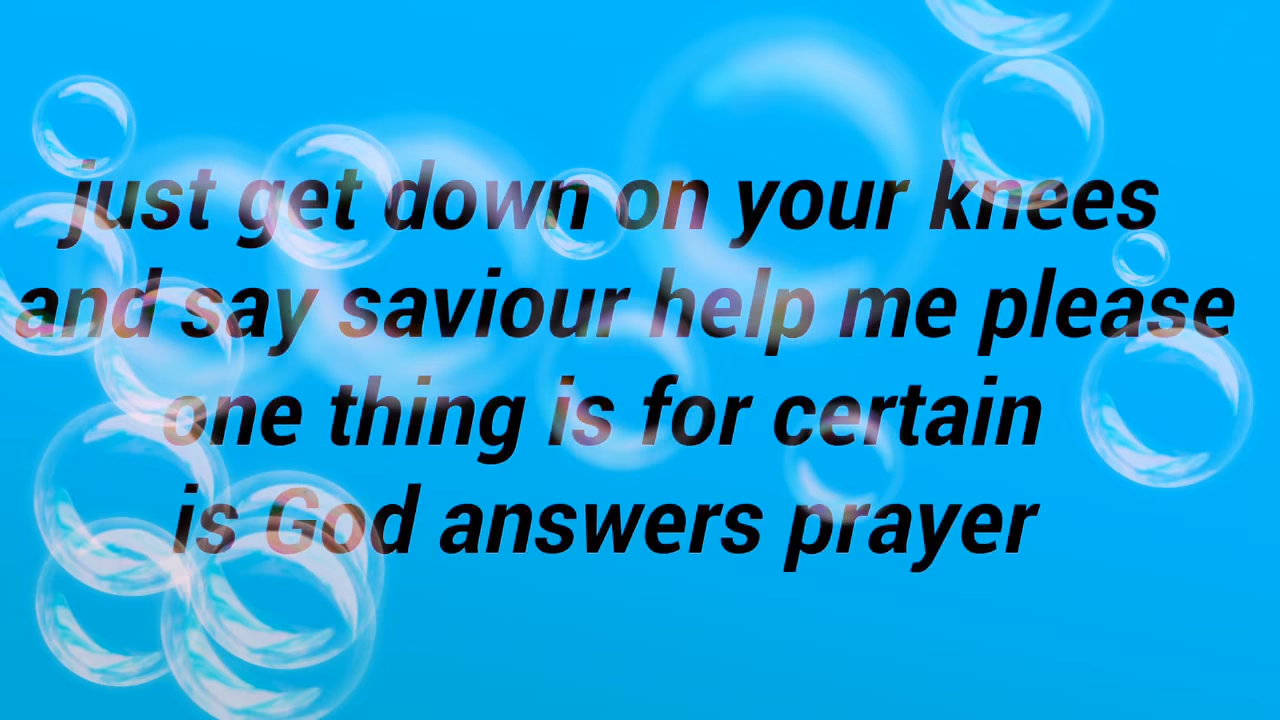 just get down on your knees
and say saviour help me please
one thing is for certain
is God answers prayer